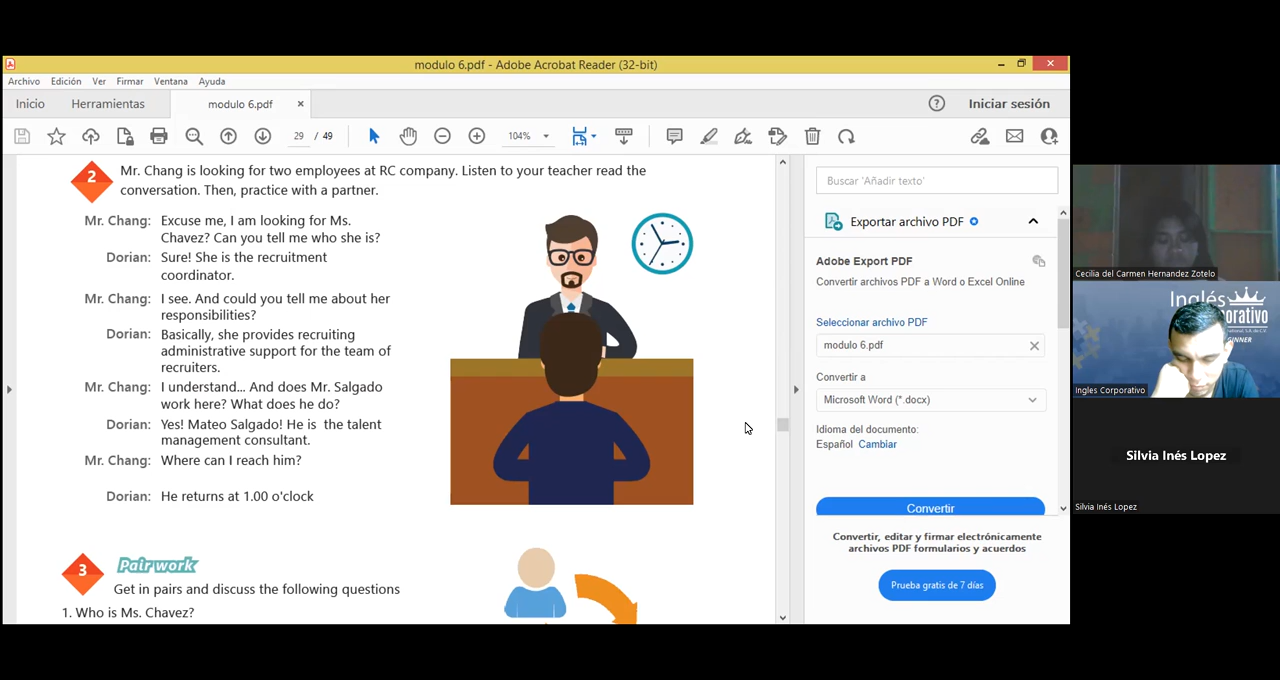 modulo 6.pdf - Adobe Acrobat Reader (32-bit)
Archivo Edición Ver Firmar Ventana Ayuda
Inicio Herramientas modulo 6.pdf × Iniciar sesión
29 / 49 104%
2
Mr. Chang is looking for two employees at RC company. Listen to your teacher read the
conversation. Then, practice with a partner.
Mr. Chang: Excuse me, I am looking for Ms.
Chavez? Can you tell me who she is?
Dorian: Sure! She is the recruitment
coordinator.
Mr. Chang: I see. And could you tell me about her
responsibilities?
Dorian: Basically, she provides recruiting
administrative support for the team of
recruiters.
Mr. Chang: I understand... And does Mr. Salgado
work here? What does he do?
Dorian: Yes! Mateo Salgado! He is the talent
management consultant.
Mr. Chang: Where can I reach him?
Dorian: He returns at 1.00 o'clock
3
Pair work
Get in pairs and discuss the following questions
1. Who is Ms. Chavez?
Buscar 'Añadir texto'
Exportar archivo PDF
Adobe Export PDF
Convertir archivos PDF a Word o Excel Online
Seleccionar archivo PDF
modulo 6.pdf
Convertir a
Microsoft Word (*.docx)
Idioma del documento:
Español Cambiar
Convertir
Convertir, editar y firmar electrónicamente
archivos PDF formularios y acuerdos
Prueba gratis de 7 días
Cecilia del Carmen Hernandez Zotelo
Inglés
orativo
INNER
Ingles Corporativo
Silvia Inés Lopez
Silvia Inés Lopez